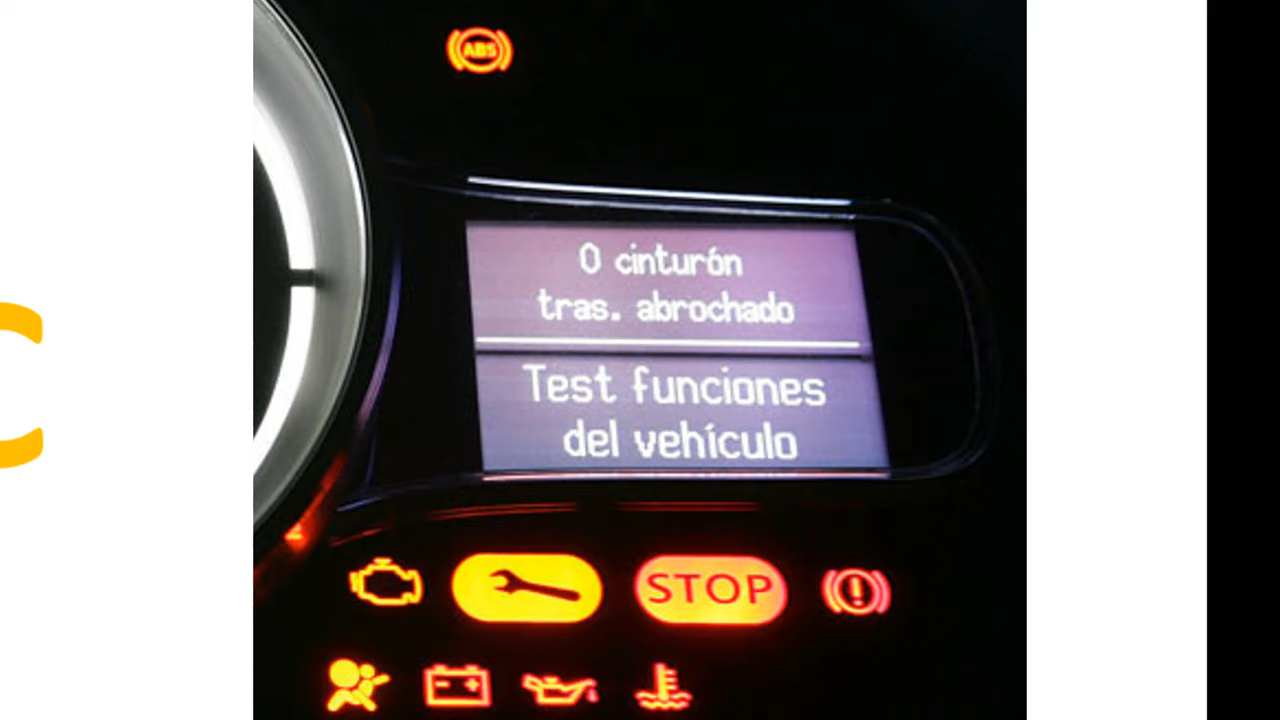 ABS
0 cinturón
tras. abrochado
Test funciones
del vehículo
STOP